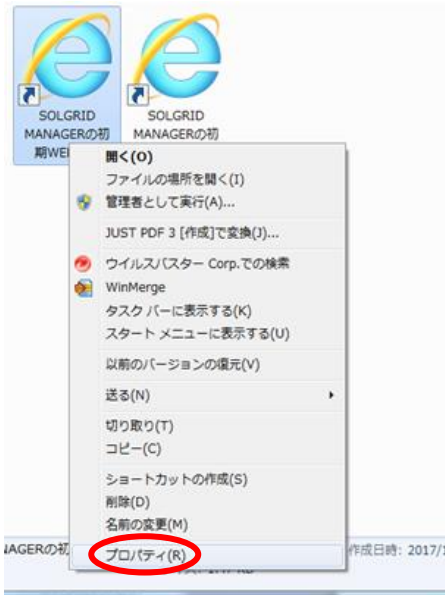 SOLGRID
MANAGERの初
期WE
SOLGRID
MANAGERの初
開く(O)
ファイルの場所を開く(I)
管理者として実行(A)...
JUST PDF 3 [作成]で変換(J)...
ウイルスバスター Corp.での検索
WinMerge
タスク バーに表示する(K)
スタート メニューに表示する(U)
以前のバージョンの復元(V)
送る(N)
切り取り(T)
コピー(C)
ショートカットの作成(S)
削除(D)
名前の変更(M)
プロパティ(R)
NAGERの初
作成日時: 2017/1